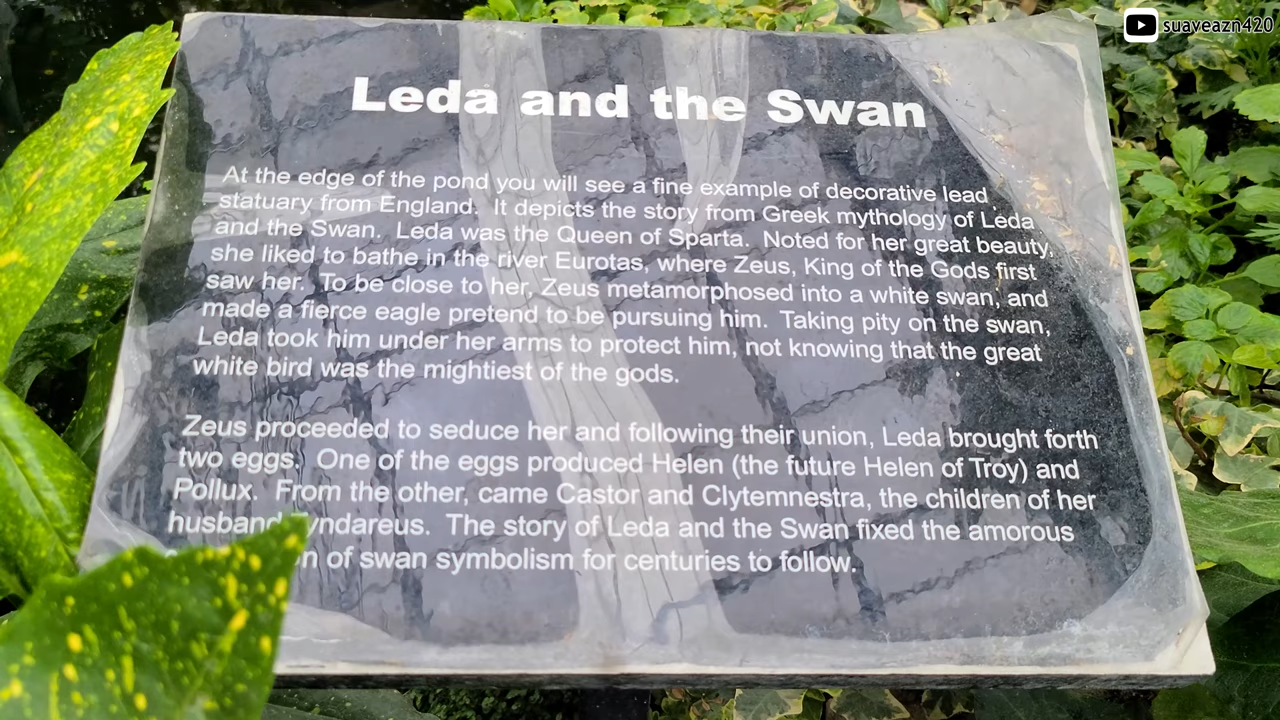 suaveazn420
Leda and the Swan
At the edge of the pond you will see a fine example of decorative lead
statuary from England. It depicts the story from Greek mythology of Leda
and the Swan. Leda was the Queen of Sparta. Noted for her great beauty,
she liked to bathe in the river Eurotas, where Zeus, King of the Gods first
saw her. To be close to her, Zeus metamorphosed into a white swan, and
made a fierce eagle pretend to be pursuing him. Taking pity on the swan,
Leda took him under her arms to protect him, not knowing that the great
white bird was the mightiest of the gods.
Zeus proceeded to seduce her and following their union, Leda brought forth
two eggs. One of the eggs produced Helen (the future Helen of Troy) and
Pollux. From the other, came Castor and Clytemnestra, the children of her
husband yndareus. The story of Leda and the Swan fixed the amorous
n of swan symbolism for centuries to follow.